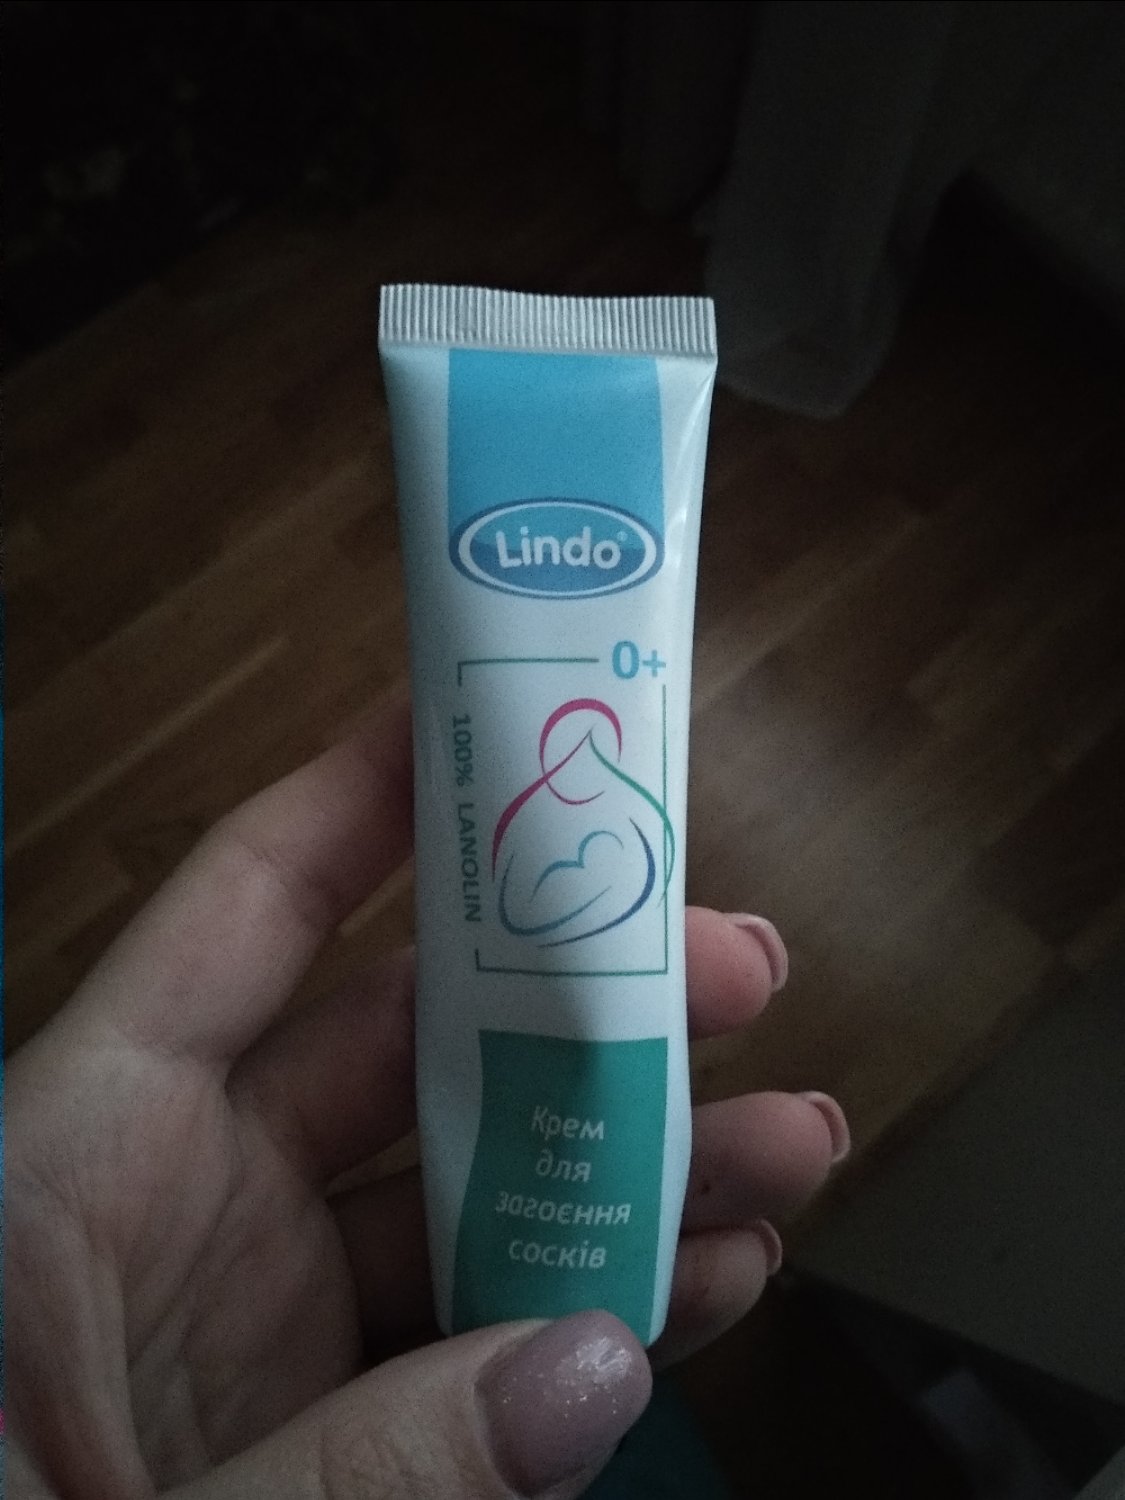 Lindo®
0+
100% LANOLIN
Крем
для
загоєння
сосків